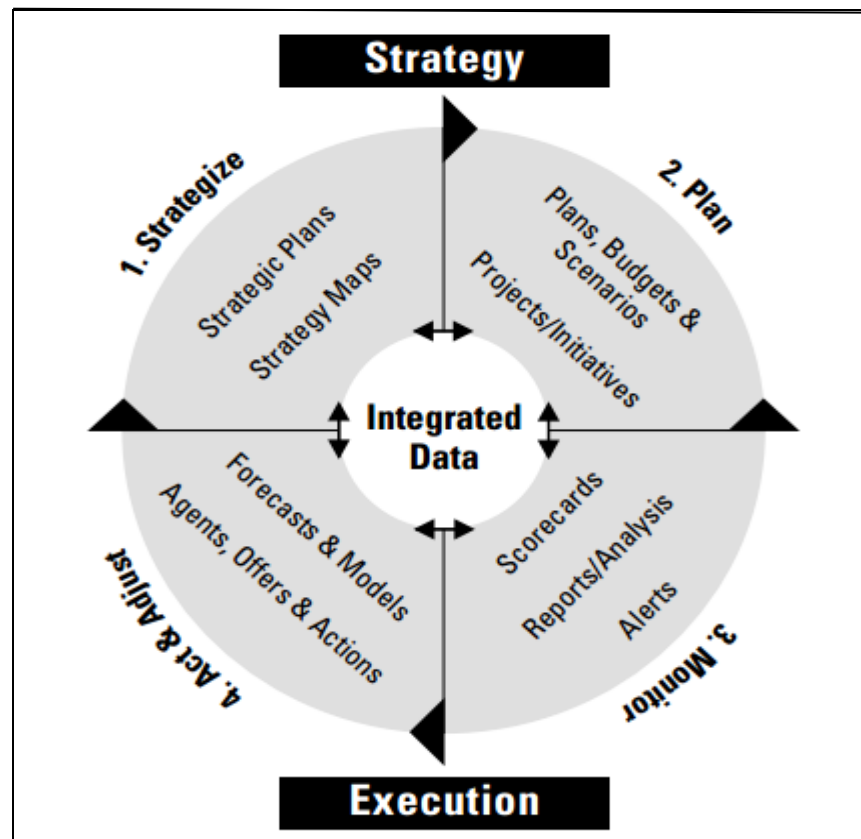 Strategy
1. Strategize
Strategic Plans
Strategy Maps
2. Plan
Plans, Budgets &
Scenarios
Projects/Initiatives
Integrated
Data
Scorecards
Reports/Analysis
Alerts
3. Monitor
Forecasts & Models
Agents, Offers & Actions
4. Act & Adjust
Execution